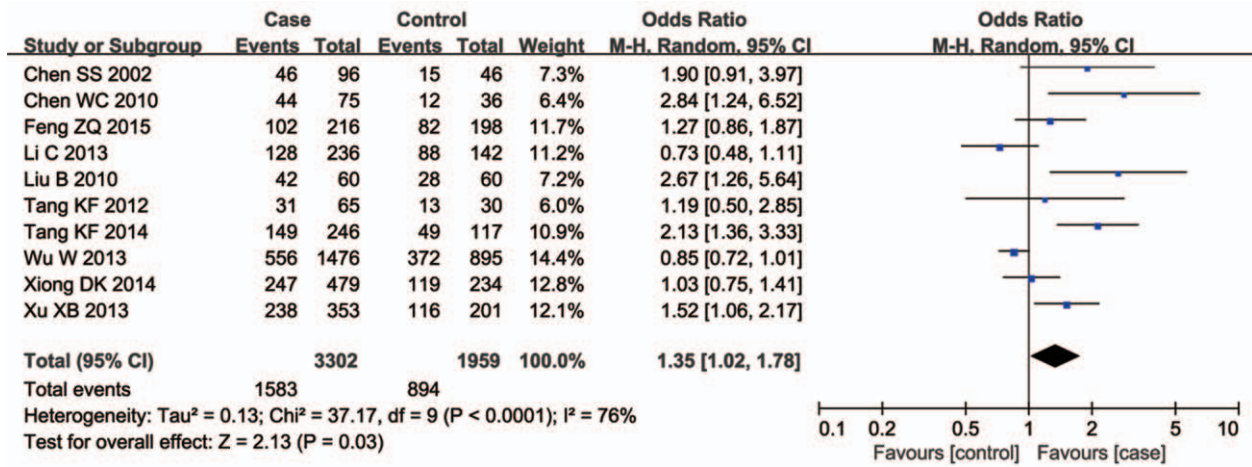 Case Control Odds Ratio Odds Ratio
Study or Subgroup Events Total Events Total Weight M-H. Random. 95% CI M-H. Random. 95% CI
Chen SS 2002 46 96 15 46 7.3% 1.90 [0.91, 3.97]
Chen WC 2010 44 75 12 36 6.4% 2.84 [1.24, 6.52]
Feng ZQ 2015 102 216 82 198 11.7% 1.27 [0.86, 1.87]
Li C 2013 128 236 88 142 11.2% 0.73 [0.48, 1.11]
Liu B 2010 42 60 28 60 7.2% 2.67 [1.26, 5.64]
Tang KF 2012 31 65 13 30 6.0% 1.19 [0.50, 2.85]
Tang KF 2014 149 246 49 117 10.9% 2.13 [1.36, 3.33]
Wu W 2013 556 1476 372 895 14.4% 0.85 [0.72, 1.01]
Xiong DK 2014 247 479 119 234 12.8% 1.03 [0.75, 1.41]
Xu XB 2013 238 353 116 201 12.1% 1.52 [1.06, 2.17]
Total (95% CI) 3302 1959 100.0% 1.35 [1.02, 1.78]
Total events 1583 894
Heterogeneity: Tau² = 0.13; Chi² = 37.17, df = 9 (P < 0.0001); I² = 76%
Test for overall effect: Z = 2.13 (P = 0.03)
0.1 0.2 0.5 1 2 5 10
Favours [control] Favours [case]